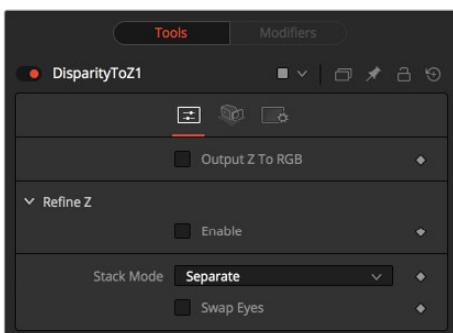 Tools Modifiers
DisparityToZ1
Output Z To RGB
Refine Z
Enable
Stack Mode Separate
Swap Eyes